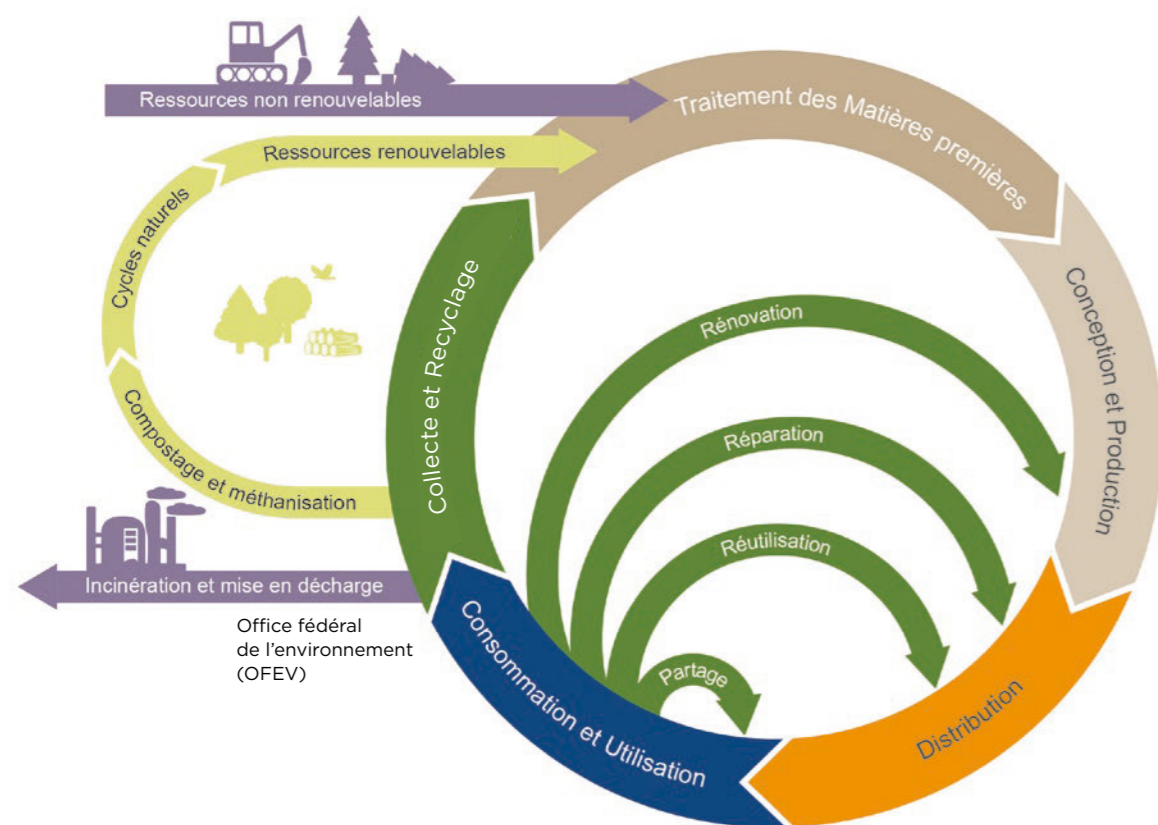 Ressources non renouvelables
Traitement des Matières premières
Ressources renouvelables
Cycles naturels
Collecte et Recyclage
Conception et Production
Rénovation
Réparation
Compostage et méthanisation
Réutilisation
Incinération et mise en décharge
Office fédéral
de l’environnement
(OFEV)
Consommation et Utilisation
Partage
Distribution